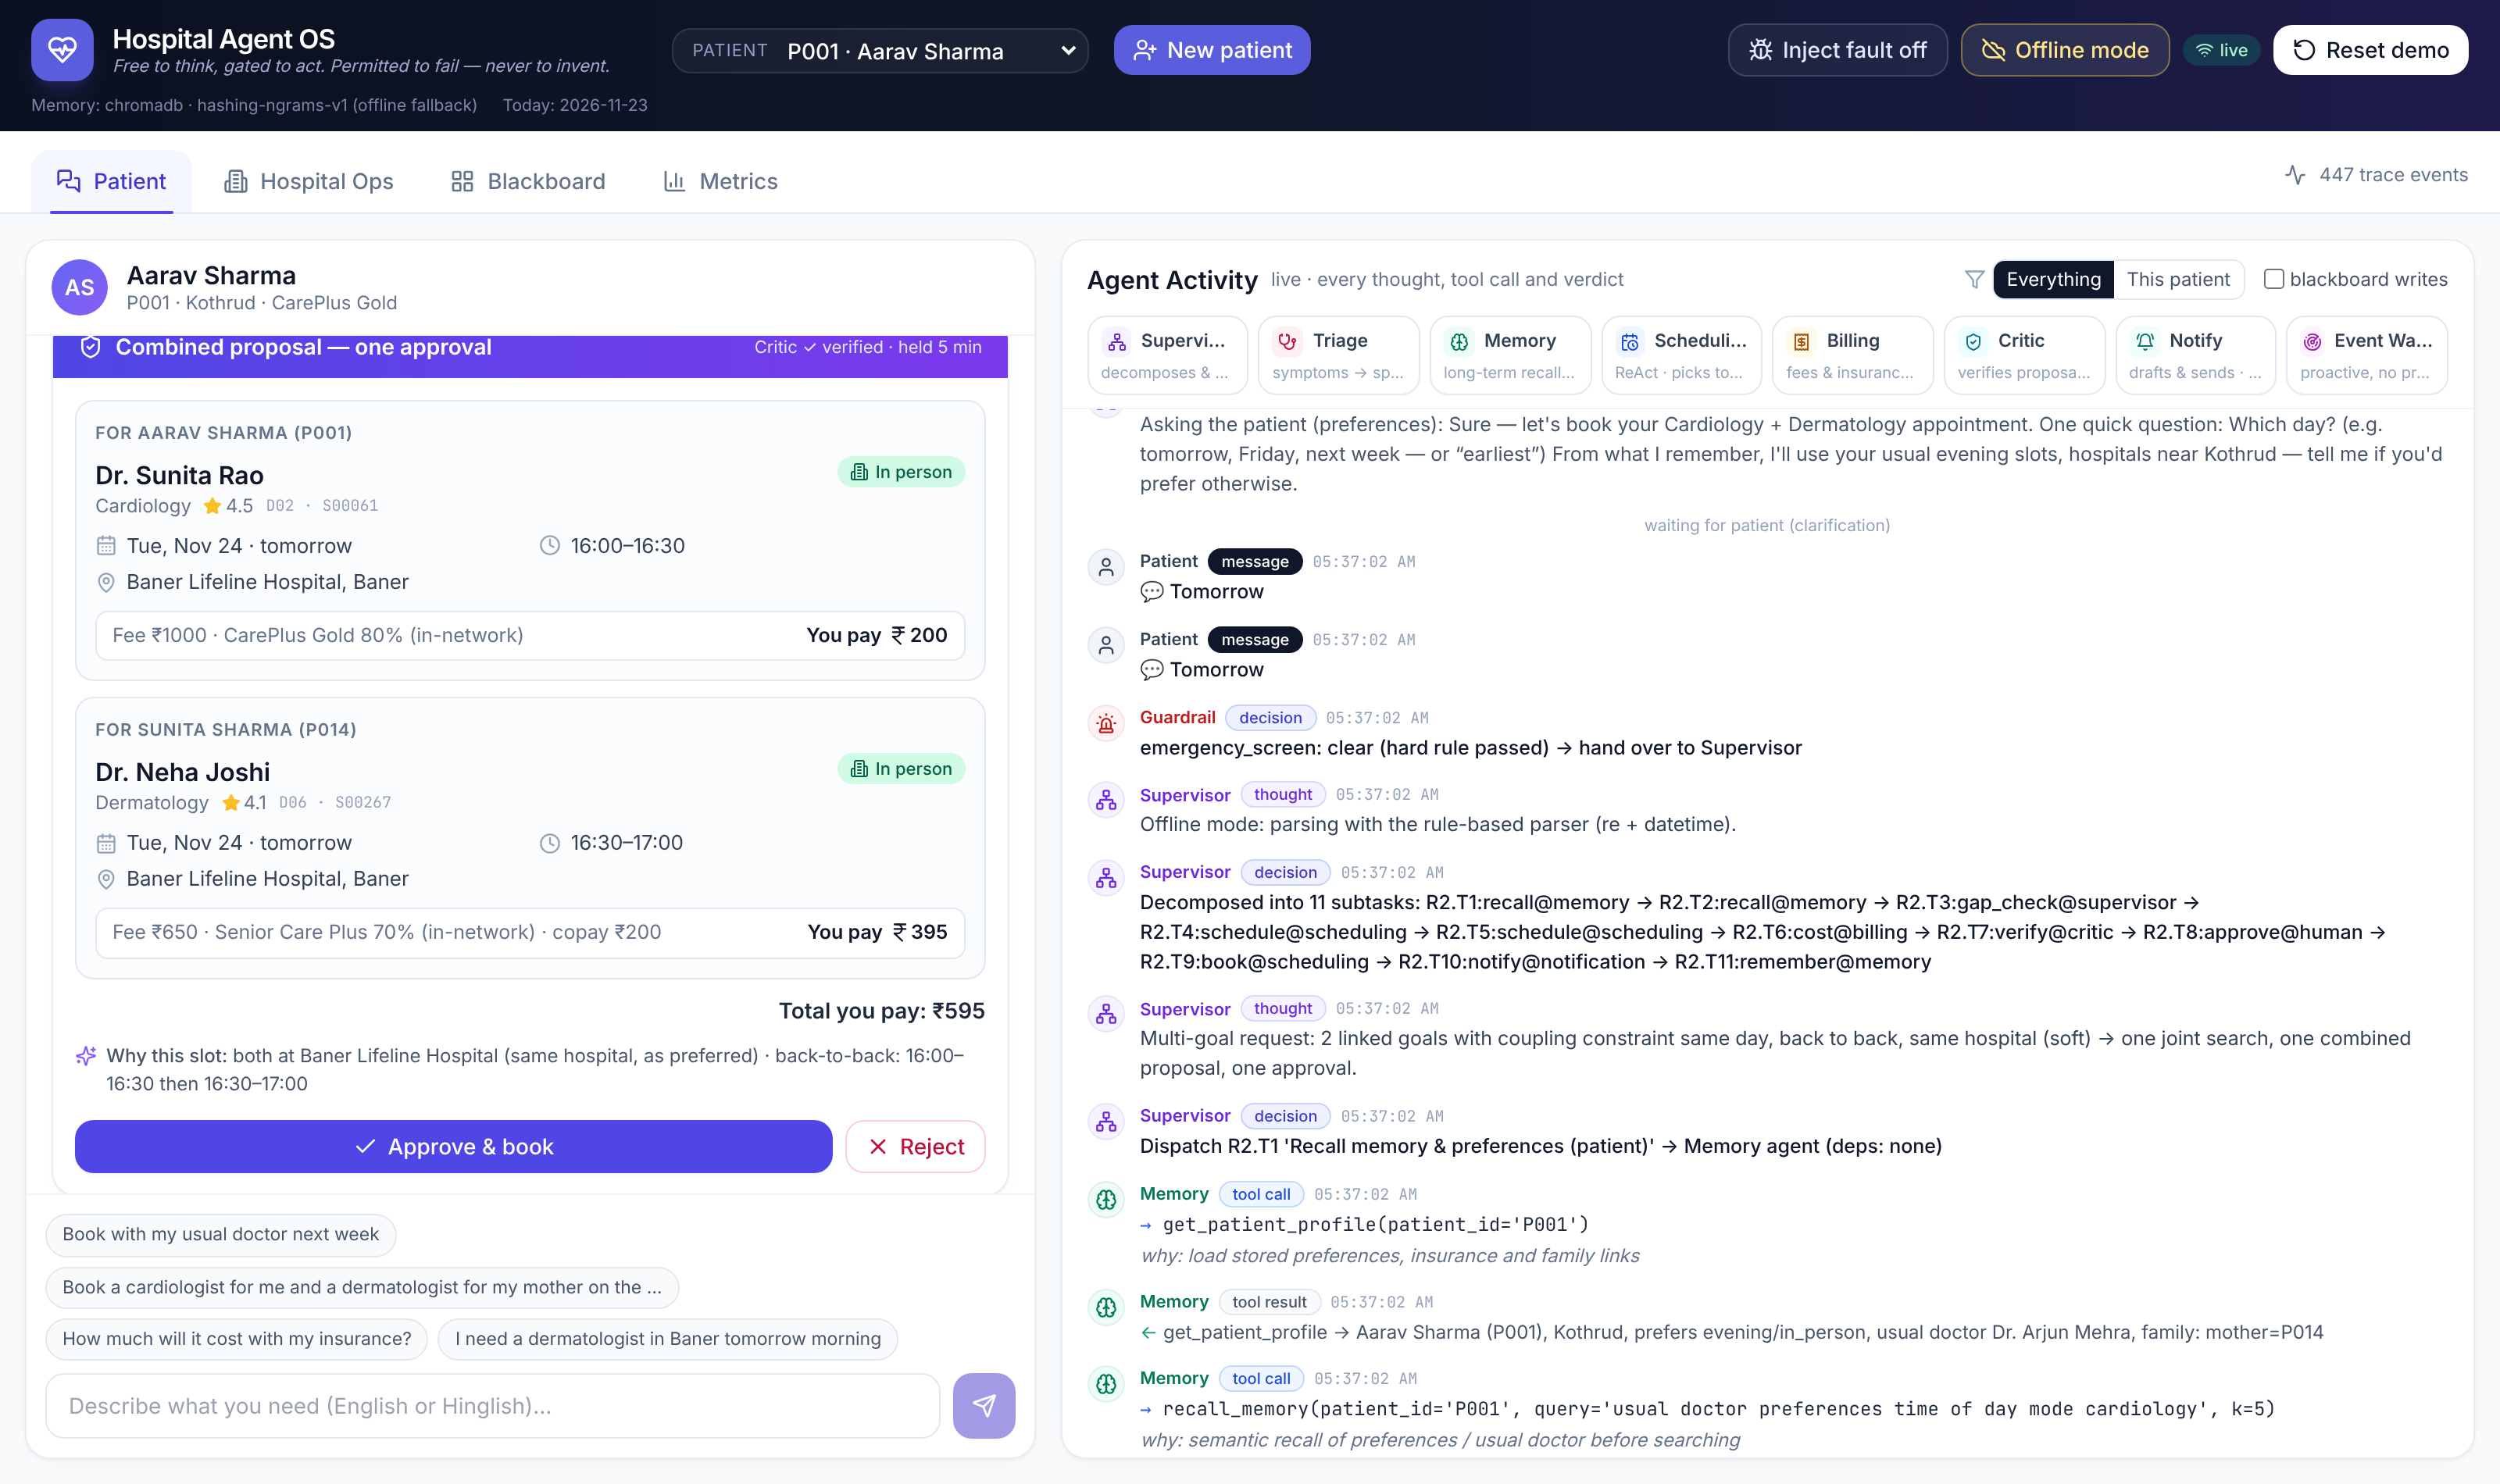 Hospital Agent OS
Free to think, gated to act. Permitted to fail — never to invent.
Memory: chromadb · hashing-ngrams-v1 (offline fallback) Today: 2026-11-23
PATIENT P001 · Aarav Sharma
New patient
Inject fault off
Offline mode
live
Reset demo
Patient
Hospital Ops
Blackboard
Metrics
447 trace events
AS
Aarav Sharma
P001 · Kothrud · CarePlus Gold
Combined proposal — one approval
Critic ✓ verified · held 5 min
FOR AARAV SHARMA (P001)
Dr. Sunita Rao
In person
Cardiology 4.5 D02 · S00061
Tue, Nov 24 · tomorrow
16:00–16:30
Baner Lifeline Hospital, Baner
Fee ₹1000 · CarePlus Gold 80% (in-network)
You pay ₹ 200
FOR SUNITA SHARMA (P014)
Dr. Neha Joshi
In person
Dermatology 4.1 D06 · S00267
Tue, Nov 24 · tomorrow
16:30–17:00
Baner Lifeline Hospital, Baner
Fee ₹650 · Senior Care Plus 70% (in-network) · copay ₹200
You pay ₹ 395
Total you pay: ₹595
Why this slot: both at Baner Lifeline Hospital (same hospital, as preferred) · back-to-back: 16:00–
16:30 then 16:30–17:00
Approve & book
Reject
Book with my usual doctor next week
Book a cardiologist for me and a dermatologist for my mother on the ...
How much will it cost with my insurance?
I need a dermatologist in Baner tomorrow morning
Describe what you need (English or Hinglish)...
Agent Activity live · every thought, tool call and verdict
Everything
This patient
blackboard writes
Supervi...
decomposes & ...
Triage
symptoms → sp...
Memory
long-term recall...
Scheduli...
ReAct · picks to...
Billing
fees & insuranc...
Critic
verifies proposa...
Notify
drafts & sends · ...
Event Wa...
proactive, no pr...
Asking the patient (preferences): Sure — let's book your Cardiology + Dermatology appointment. One quick question: Which day? (e.g.
tomorrow, Friday, next week — or “earliest”) From what I remember, I'll use your usual evening slots, hospitals near Kothrud — tell me if you'd
prefer otherwise.
waiting for patient (clarification)
Patient message 05:37:02 AM
💬 Tomorrow
Patient message 05:37:02 AM
💬 Tomorrow
Guardrail decision 05:37:02 AM
emergency_screen: clear (hard rule passed) → hand over to Supervisor
Supervisor thought 05:37:02 AM
Offline mode: parsing with the rule-based parser (re + datetime).
Supervisor decision 05:37:02 AM
Decomposed into 11 subtasks: R2.T1:recall@memory → R2.T2:recall@memory → R2.T3:gap_check@supervisor →
R2.T4:schedule@scheduling → R2.T5:schedule@scheduling → R2.T6:cost@billing → R2.T7:verify@critic → R2.T8:approve@human →
R2.T9:book@scheduling → R2.T10:notify@notification → R2.T11:remember@memory
Supervisor thought 05:37:02 AM
Multi-goal request: 2 linked goals with coupling constraint same day, back to back, same hospital (soft) → one joint search, one combined
proposal, one approval.
Supervisor decision 05:37:02 AM
Dispatch R2.T1 'Recall memory & preferences (patient)' → Memory agent (deps: none)
Memory tool call 05:37:02 AM
→ get_patient_profile(patient_id='P001')
why: load stored preferences, insurance and family links
Memory tool result 05:37:02 AM
← get_patient_profile → Aarav Sharma (P001), Kothrud, prefers evening/in_person, usual doctor Dr. Arjun Mehra, family: mother=P014
Memory tool call 05:37:02 AM
→ recall_memory(patient_id='P001', query='usual doctor preferences time of day mode cardiology', k=5)
why: semantic recall of preferences / usual doctor before searching